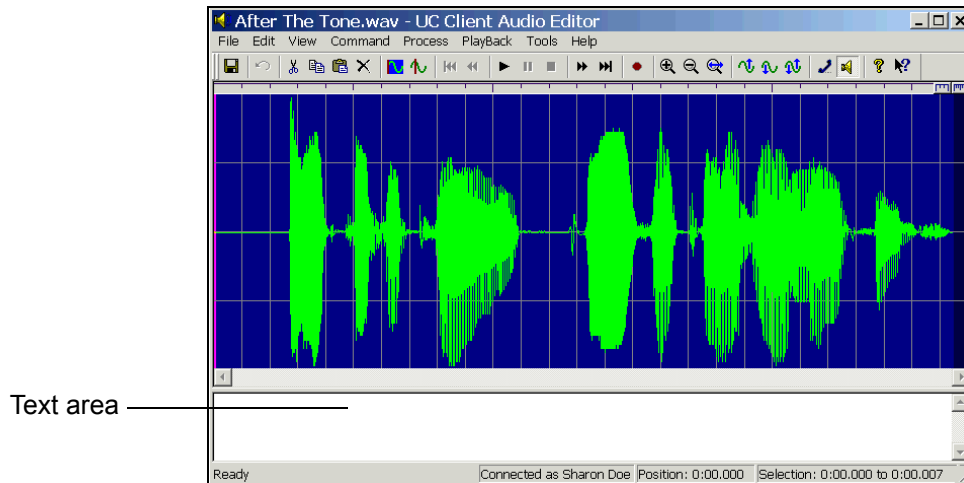 After The Tone.wav - UC Client Audio Editor
File Edit View Command Process PlayBack Tools Help
Text area
Ready Connected as Sharon Doe Position: 0:00.000 Selection: 0:00.000 to 0:00.007